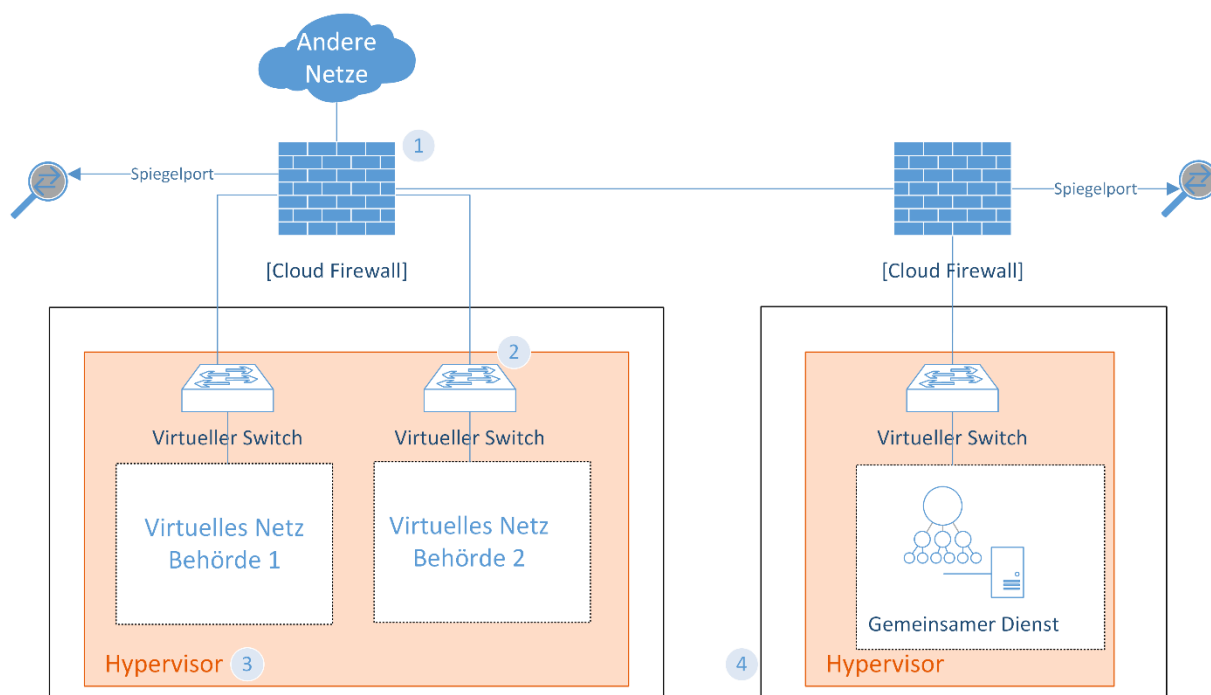 Andere
Netze
1
Spiegelport
Spiegelport
[Cloud Firewall]
[Cloud Firewall]
2
Virtueller Switch
Virtueller Switch
Virtueller Switch
Virtuelles Netz
Behörde 1
Virtuelles Netz
Behörde 2
Gemeinsamer Dienst
Hypervisor
3
4
Hypervisor